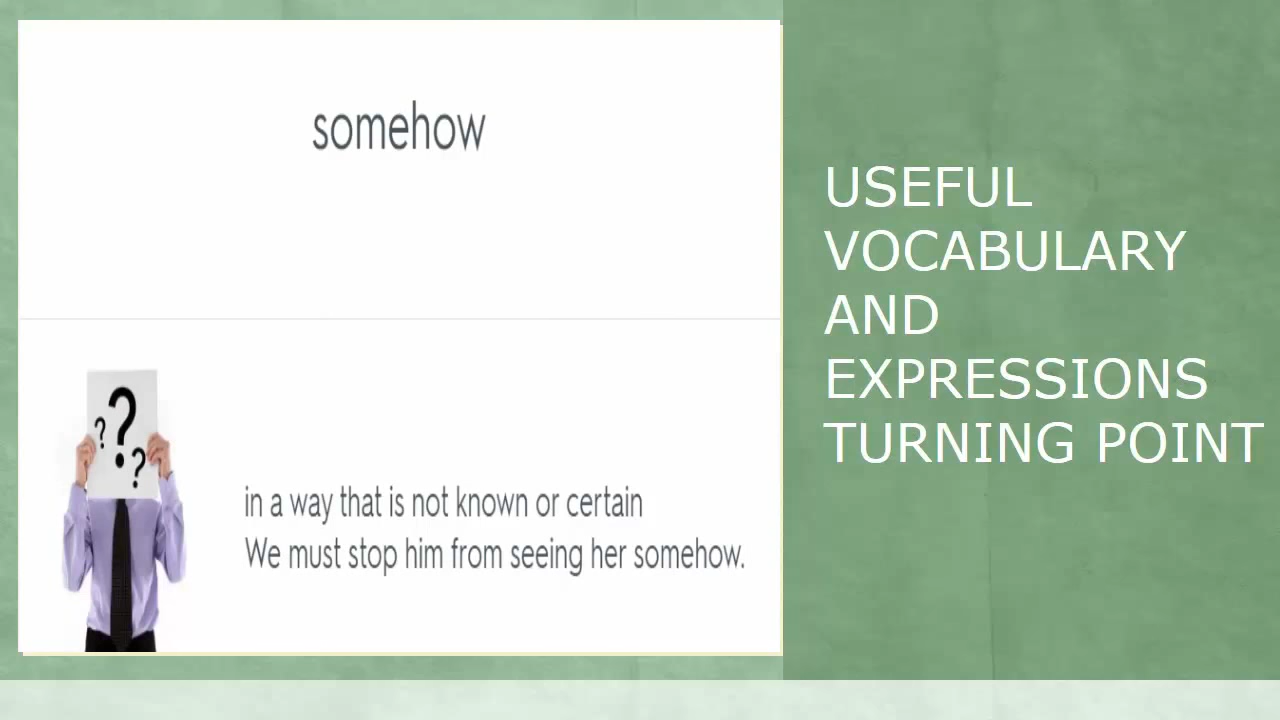 somehow
?
?
?
in a way that is not known or certain
We must stop him from seeing her somehow.
USEFUL
VOCABULARY
AND
EXPRESSIONS
TURNING POINT